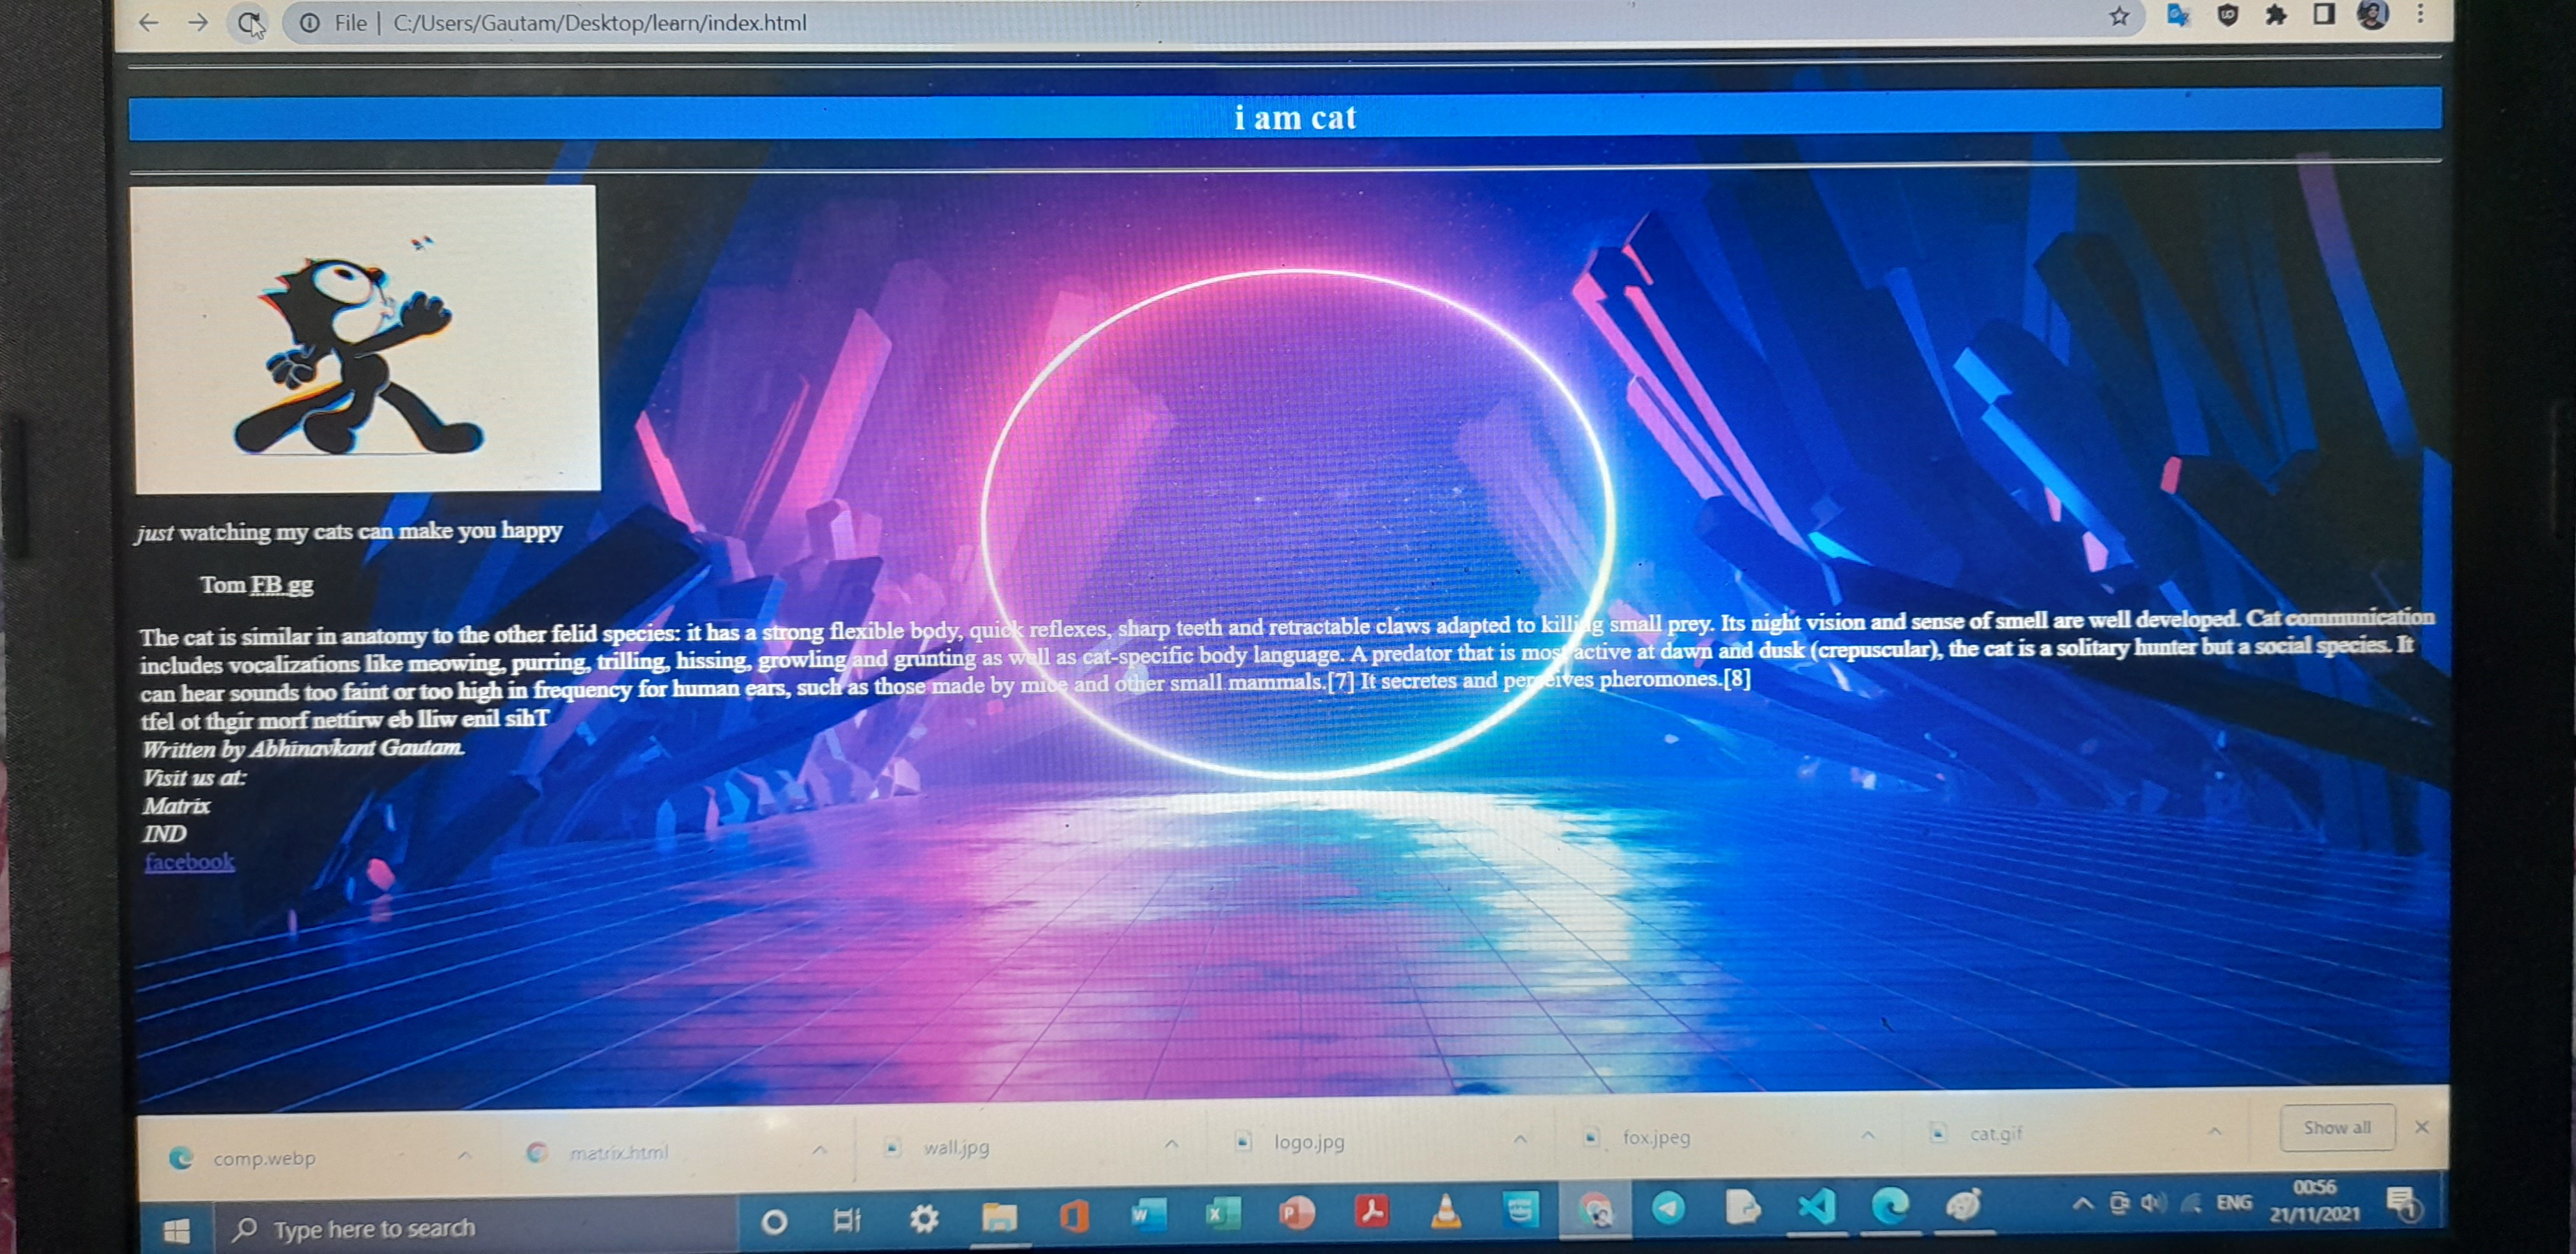 File | C:/Users/Gautam/Desktop/learn/index.html
i am cat
just watching my cats can make you happy
Tom FB gg
The cat is similar in anatomy to the other felid species: it has a strong flexible body, quick reflexes, sharp teeth and retractable claws adapted to killing small prey. Its night vision and sense of smell are well developed. Cat communication
includes vocalizations like meowing, purring, trilling, hissing, growling and grunting as well as cat-specific body language. A predator that is most active at dawn and dusk (crepuscular), the cat is a solitary hunter but a social species. It
can hear sounds too faint or too high in frequency for human ears, such as those made by mice and other small mammals.[7] It secretes and perceives pheromones.[8]
tfel ot thgir morf nettirw eb lliw enil sihT
Written by Abhinavkant Gautam.
Visit us at:
Matrix
IND
facebook
comp.webp matrix.html wall.jpg logo.jpg fox.jpeg cat.gif Show all
Type here to search
W X P prime video ENG
00:56
21/11/2021
1